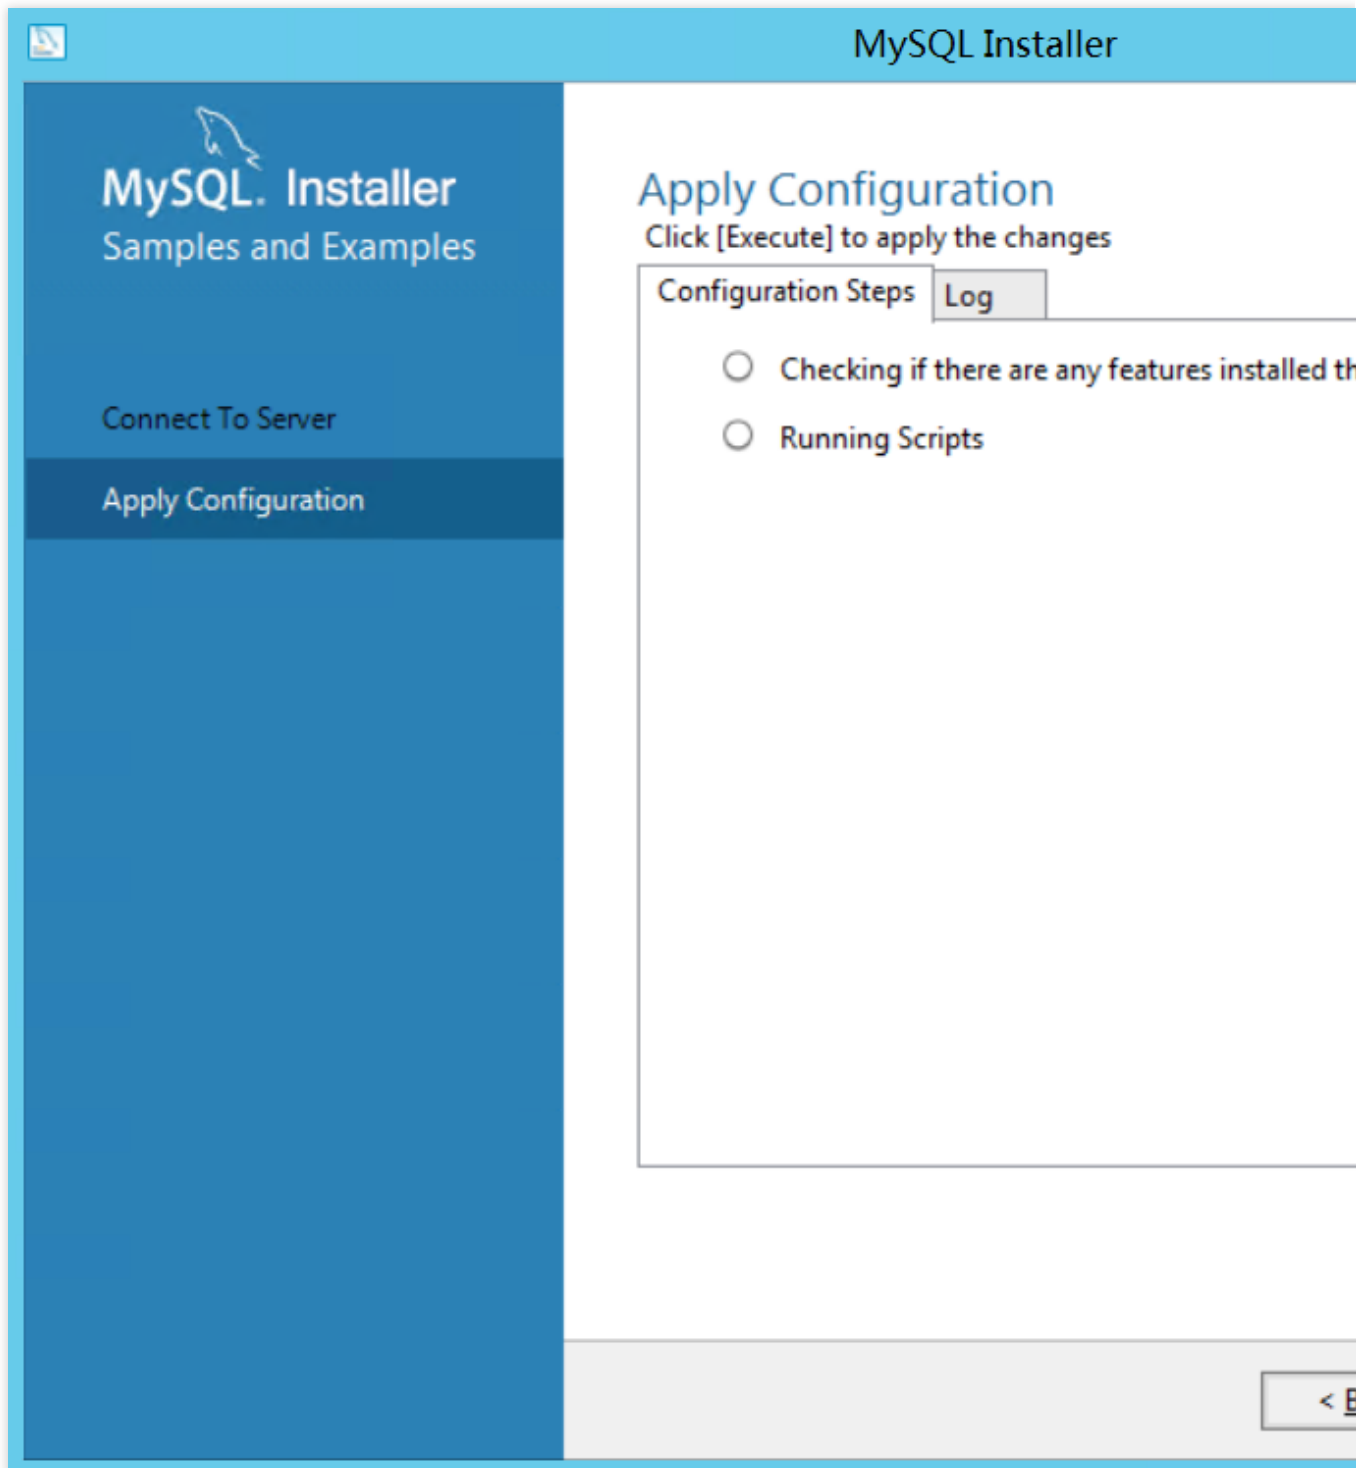 MySQL Installer
MySQL. Installer
Samples and Examples
Connect To Server
Apply Configuration
Apply Configuration
Click [Execute] to apply the changes
Configuration Steps
Log
Checking if there are any features installed th
Running Scripts
< B